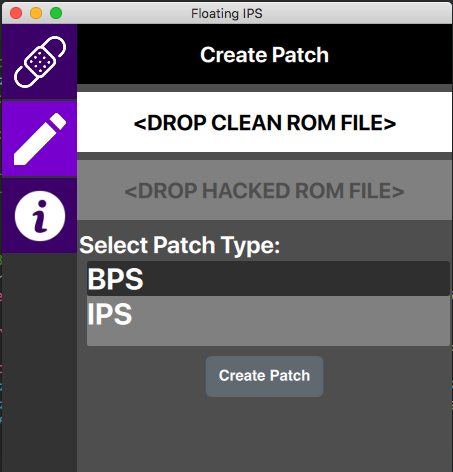 Floating IPS
Create Patch
<DROP CLEAN ROM FILE>
<DROP HACKED ROM FILE>
Select Patch Type:
BPS
IPS
Create Patch